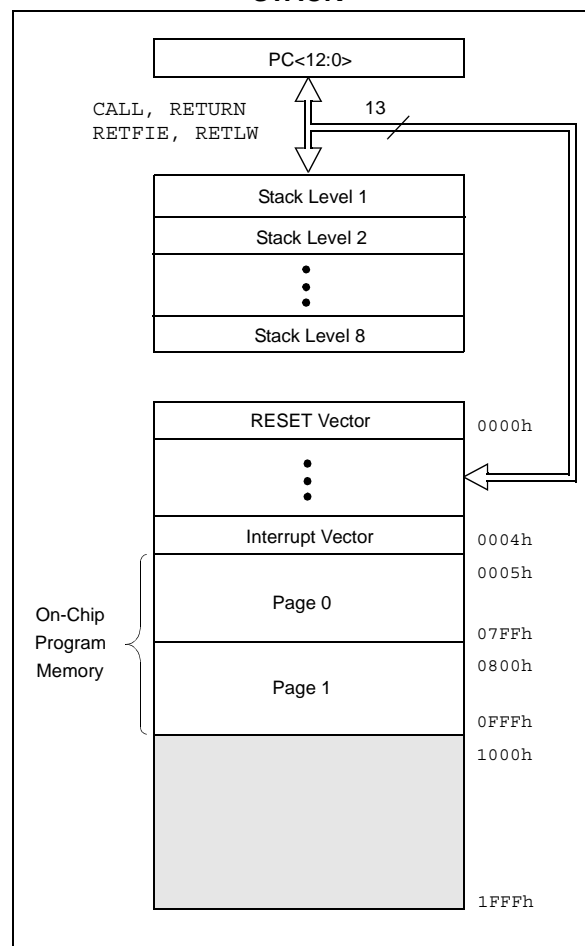 PC<12:0>
CALL, RETURN
RETFIE, RETLW
13
Stack Level 1
Stack Level 2
Stack Level 8
RESET Vector
0000h
Interrupt Vector
0004h
0005h
On-Chip
Program
Memory
Page 0
07FFh
0800h
Page 1
0FFFh
1000h
1FFFh